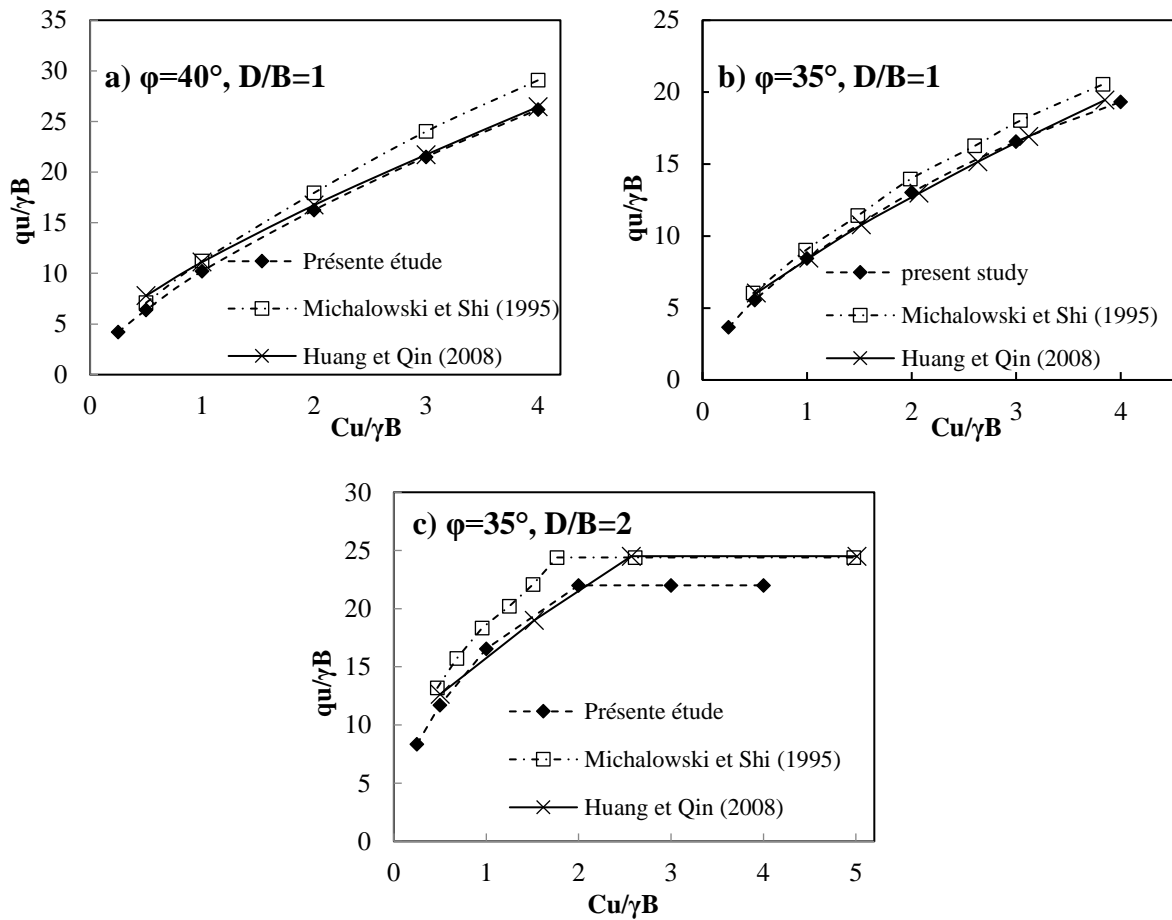 a) φ=40°, D/B=1
qu/γB
35
30
25
20
15
10
5
0
Présente étude
Michalowski et Shi (1995)
Huang et Qin (2008)
0 1 2 3 4
Cu/γB
b) φ=35°, D/B=1
qu/γB
25
20
15
10
5
0
present study
Michalowski et Shi (1995)
Huang et Qin (2008)
0 1 2 3 4
Cu/γB
c) φ=35°, D/B=2
qu/γB
30
25
20
15
10
5
0
Présente étude
Michalowski et Shi (1995)
Huang et Qin (2008)
0 1 2 3 4 5
Cu/γB